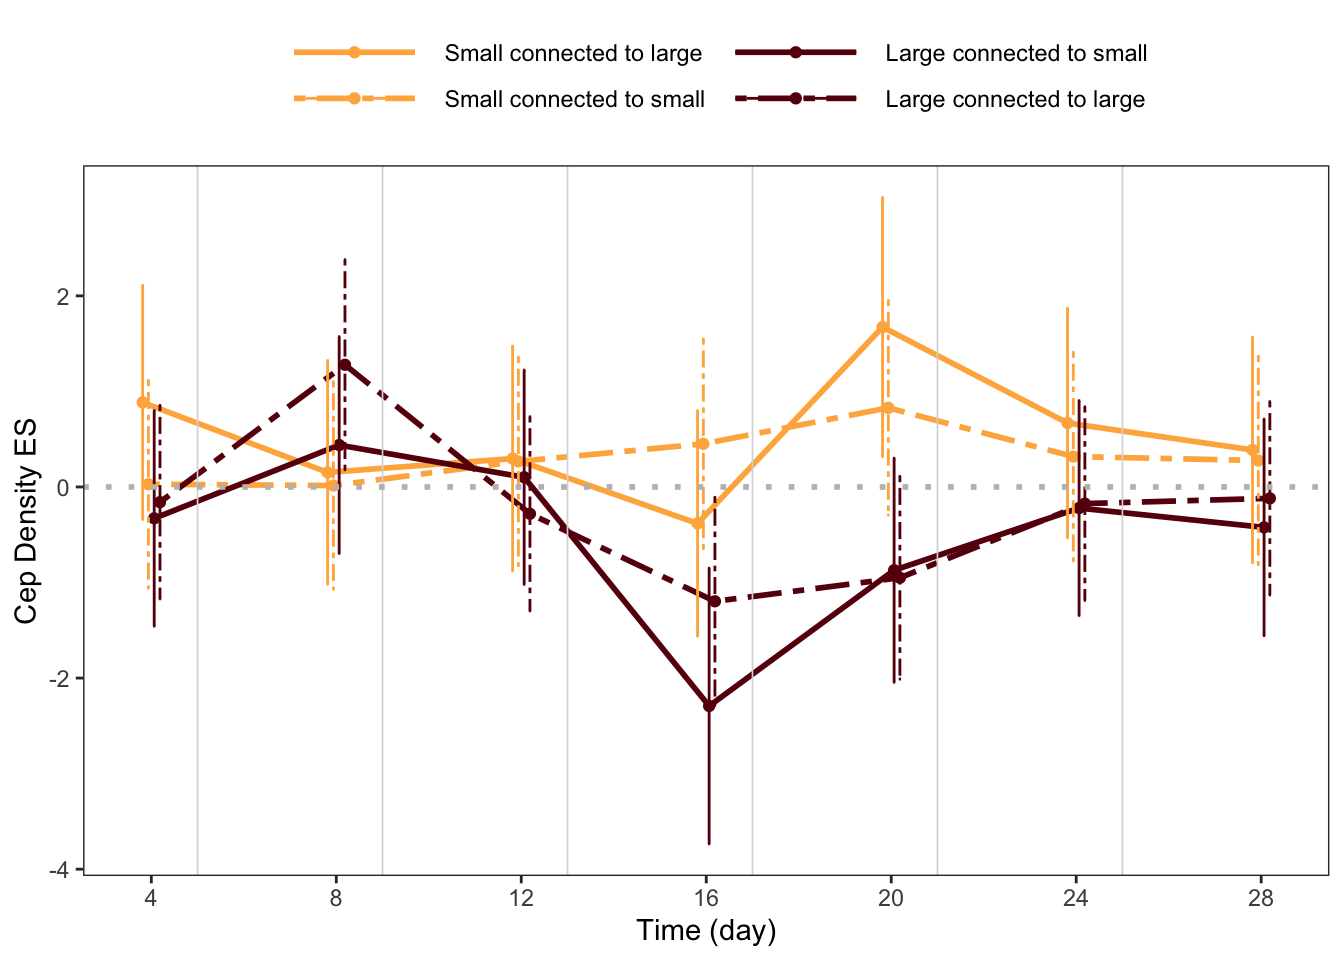 Small connected to large
Large connected to small
Small connected to small
Large connected to large
Cep Density ES
2
0
-2
-4
4 8 12 16 20 24 28
Time (day)